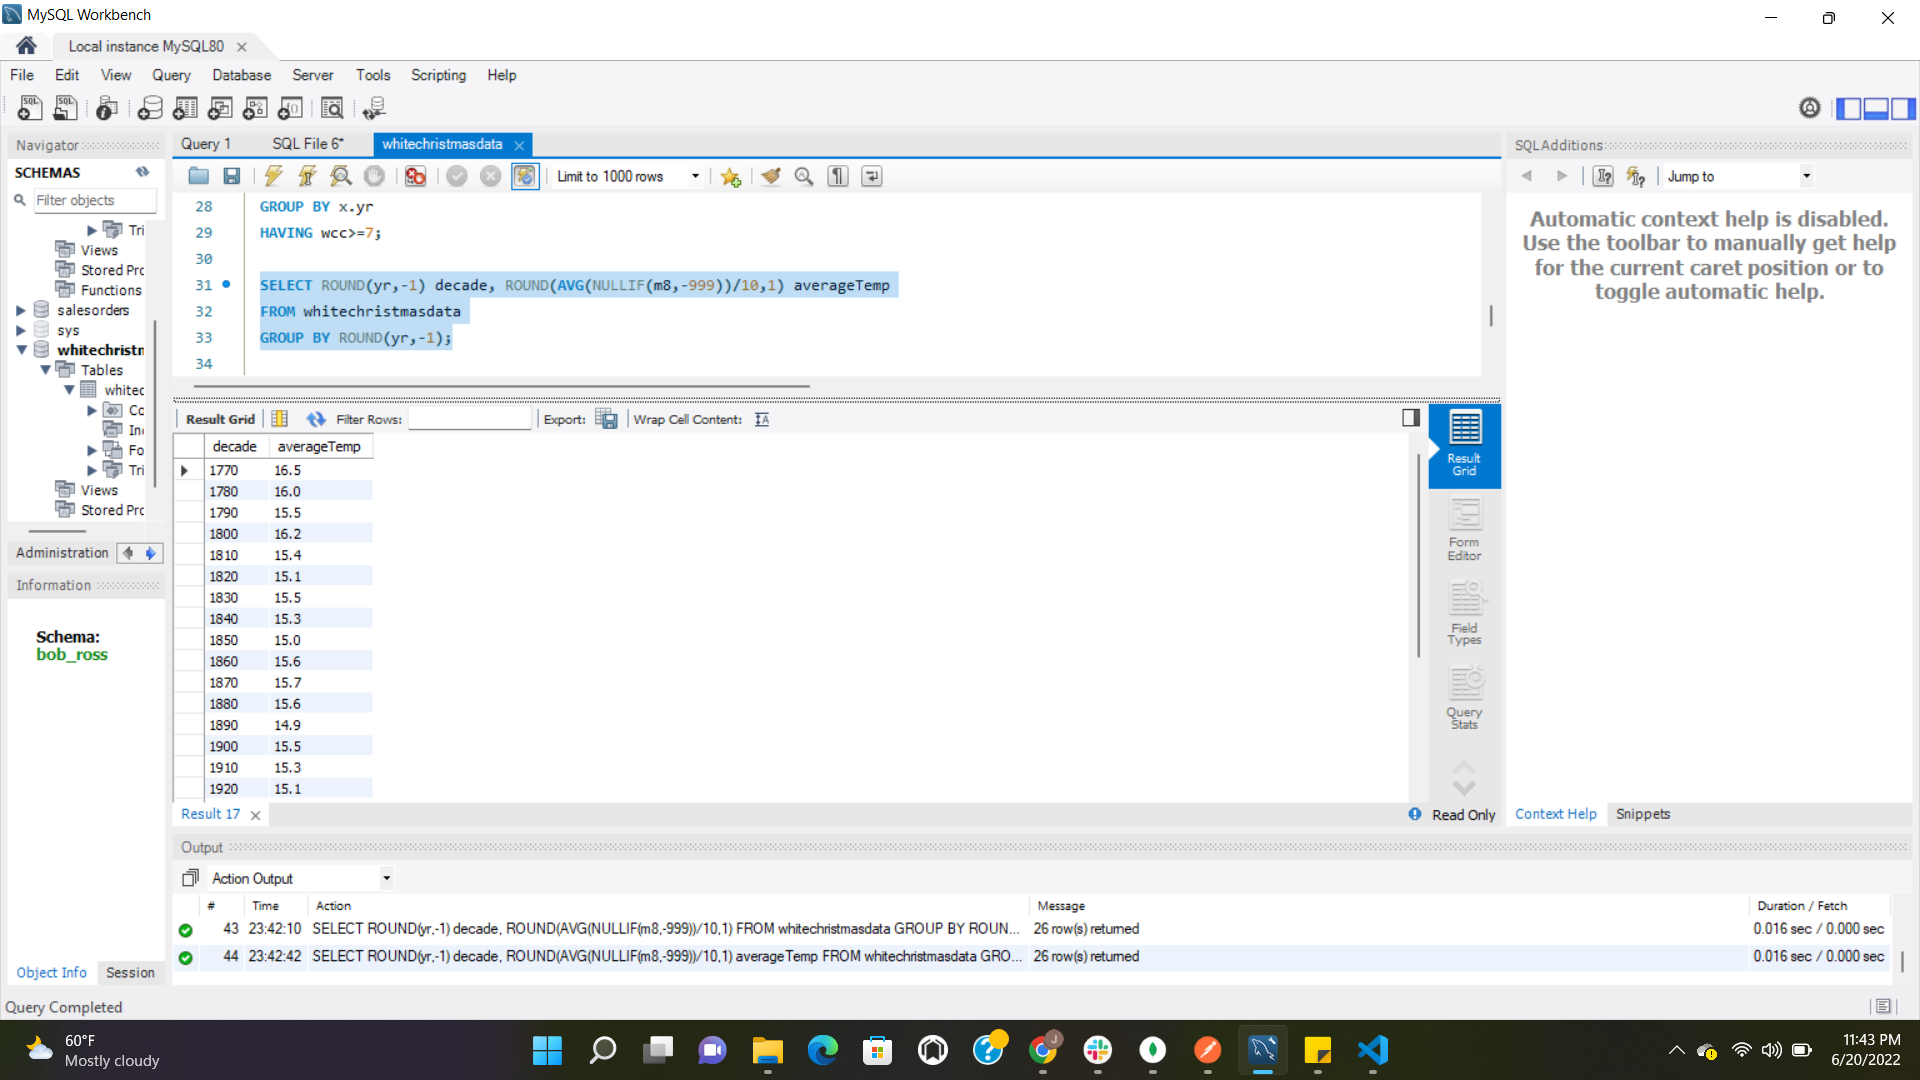 MySQL Workbench
Local instance MySQL80
File Edit View Query Database Server Tools Scripting Help
Navigator
SCHEMAS
Filter objects
Tri
Views
Stored Prc
Functions
salesorders
sys
whitechristn
Tables
whitec
Co
In
Fo
Tri
Views
Stored Prc
Administration
Information
Schema:
bob_ross
Object Info Session
Query 1 SQL File 6* whitechristmasdata
Limit to 1000 rows
28 GROUP BY x.yr
29 HAVING wcc>=7;
30
31 SELECT ROUND(yr,-1) decade, ROUND(AVG(NULLIF(m8,-999))/10,1) averageTemp
32 FROM whitechristmasdata
33 GROUP BY ROUND(yr,-1);
34
Result Grid Filter Rows: Export: Wrap Cell Content:
decade averageTemp
1770 16.5
1780 16.0
1790 15.5
1800 16.2
1810 15.4
1820 15.1
1830 15.5
1840 15.3
1850 15.0
1860 15.6
1870 15.7
1880 15.6
1890 14.9
1900 15.5
1910 15.3
1920 15.1
Result Grid
Form Editor
Field Types
Query Stats
Result 17
Read Only
SQLAdditions
Jump to
Automatic context help is disabled.
Use the toolbar to manually get help
for the current caret position or to
toggle automatic help.
Context Help Snippets
Output
Action Output
# Time Action Message Duration / Fetch
43 23:42:10 SELECT ROUND(yr,-1) decade, ROUND(AVG(NULLIF(m8,-999))/10,1) FROM whitechristmasdata GROUP BY ROUN... 26 row(s) returned 0.016 sec / 0.000 sec
44 23:42:42 SELECT ROUND(yr,-1) decade, ROUND(AVG(NULLIF(m8,-999))/10,1) averageTemp FROM whitechristmasdata GRO... 26 row(s) returned 0.016 sec / 0.000 sec
Query Completed
60°F
Mostly cloudy
J
11:43 PM
6/20/2022